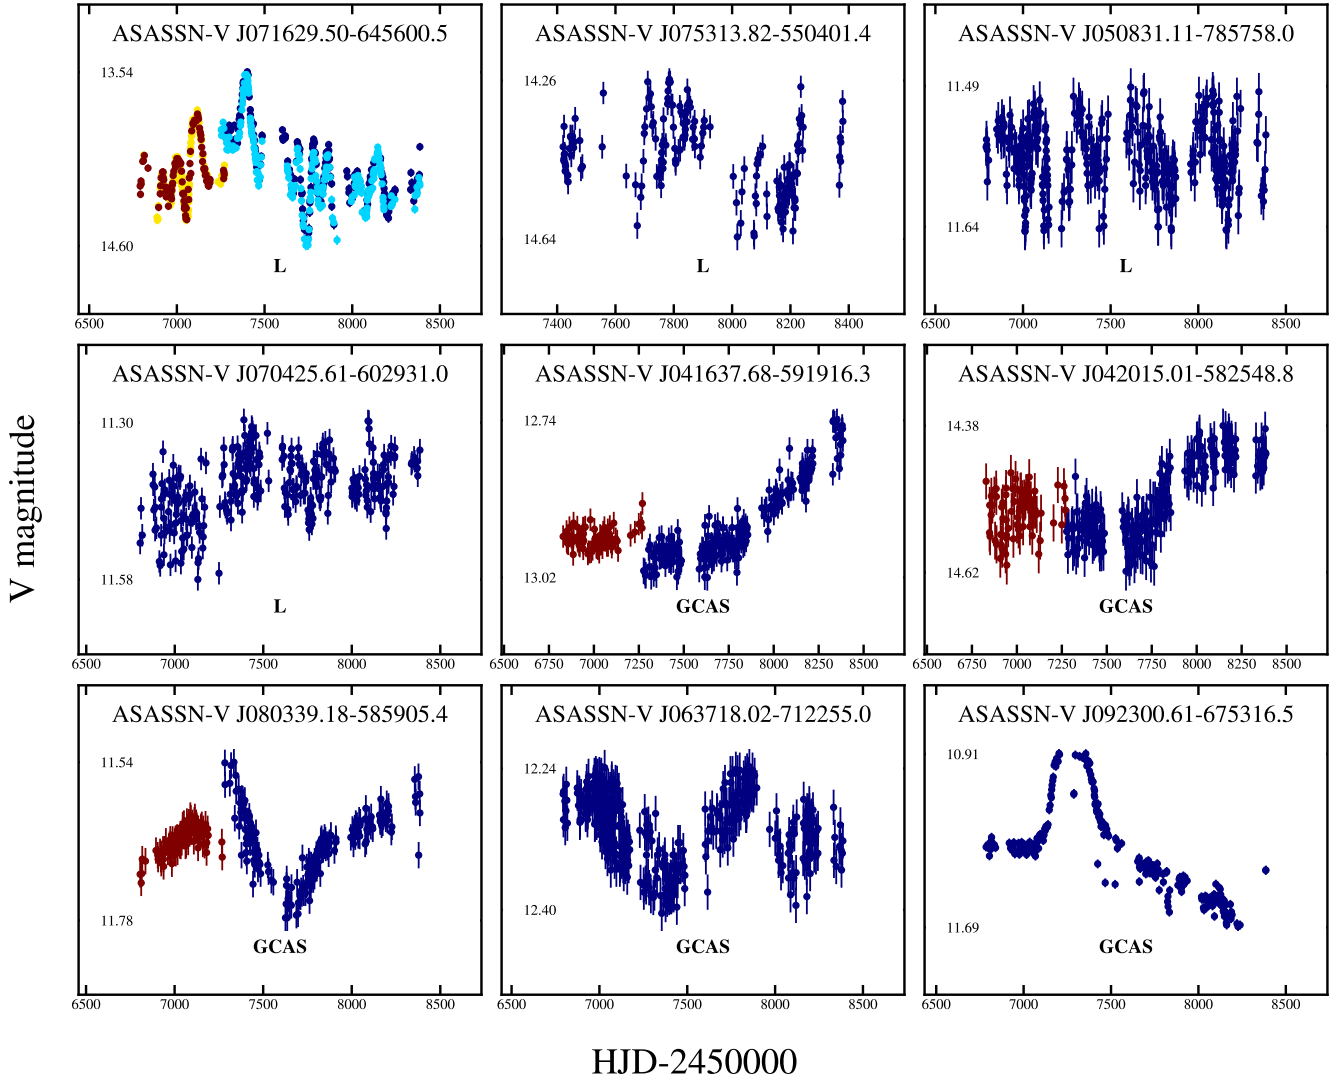 ASASSN-V J071629.50-645600.5
13.54
14.60
L
6500 7000 7500 8000 8500
ASASSN-V J075313.82-550401.4
14.26
14.64
L
7400 7600 7800 8000 8200 8400
ASASSN-V J050831.11-785758.0
11.49
11.64
L
6500 7000 7500 8000 8500
ASASSN-V J070425.61-602931.0
11.30
11.58
L
6500 7000 7500 8000 8500
ASASSN-V J041637.68-591916.3
12.74
13.02
GCAS
6500 6750 7000 7250 7500 7750 8000 8250 8500
ASASSN-V J042015.01-582548.8
14.38
14.62
GCAS
6500 6750 7000 7250 7500 7750 8000 8250 8500
ASASSN-V J080339.18-585905.4
11.54
11.78
GCAS
6500 7000 7500 8000 8500
ASASSN-V J063718.02-712255.0
12.24
12.40
GCAS
6500 7000 7500 8000 8500
ASASSN-V J092300.61-675316.5
10.91
11.69
GCAS
6500 7000 7500 8000 8500
V magnitude
HJD-2450000